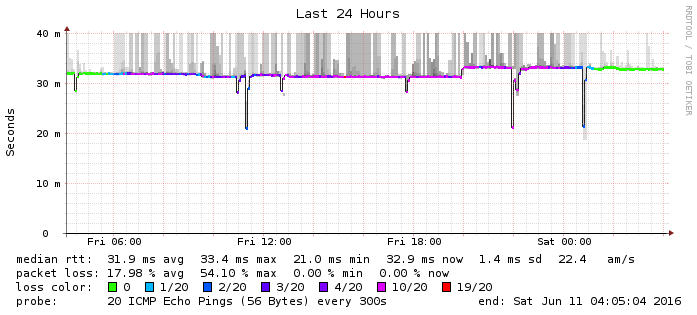 Last 24 Hours
RRDTOOL / TOBI OETIKER
Seconds
40 m
30 m
20 m
10 m
0
Fri 06:00 Fri 12:00 Fri 18:00 Sat 00:00
median rtt: 31.9 ms avg 33.4 ms max 21.0 ms min 32.9 ms now 1.4 ms sd 22.4 am/s
packet loss: 17.98 % avg 54.10 % max 0.00 % min 0.00 % now
loss color: 0 1/20 2/20 3/20 4/20 10/20 19/20
probe: 20 ICMP Echo Pings (56 Bytes) every 300s end: Sat Jun 11 04:05:04 2016